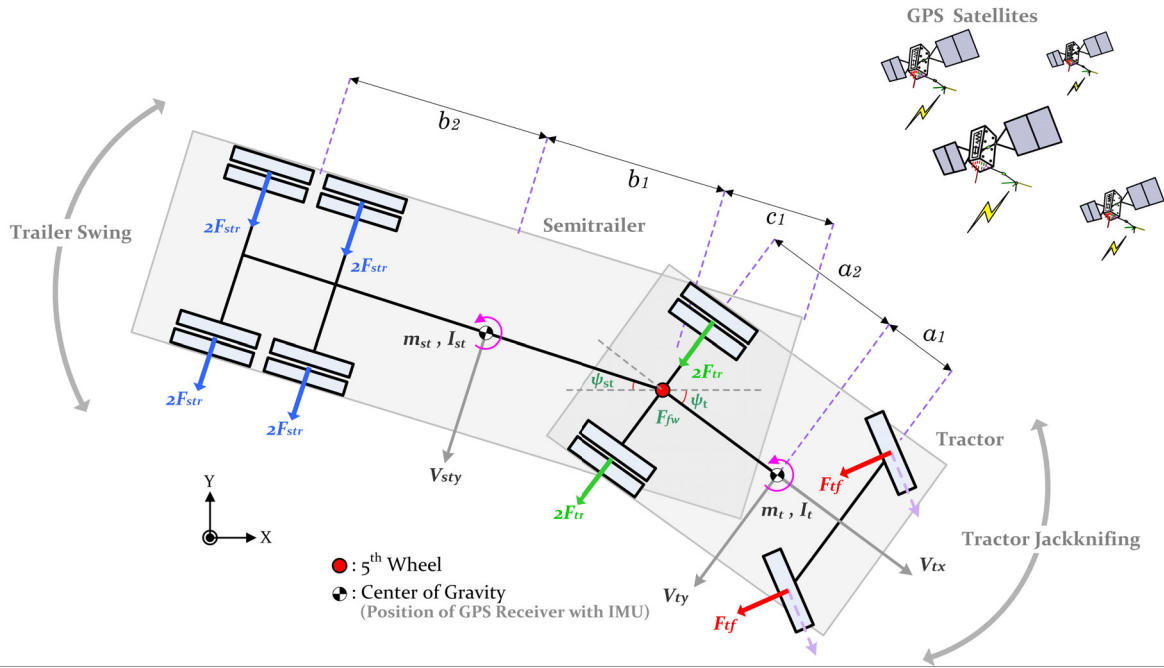 GPS Satellites
b₂
b₁
c₁
a₂
a₁
Trailer Swing
Semitrailer
2Fstr
2Fstr
2Fstr
2Fstr
mst , Ist
ψst
ψt
2Ftr
Ffw
Vsty
2Ftr
Tractor
Ftf
mt , It
Tractor Jackknifing
Vtx
Vty
Ftf
Y
X
: 5th Wheel
: Center of Gravity
(Position of GPS Receiver with IMU)